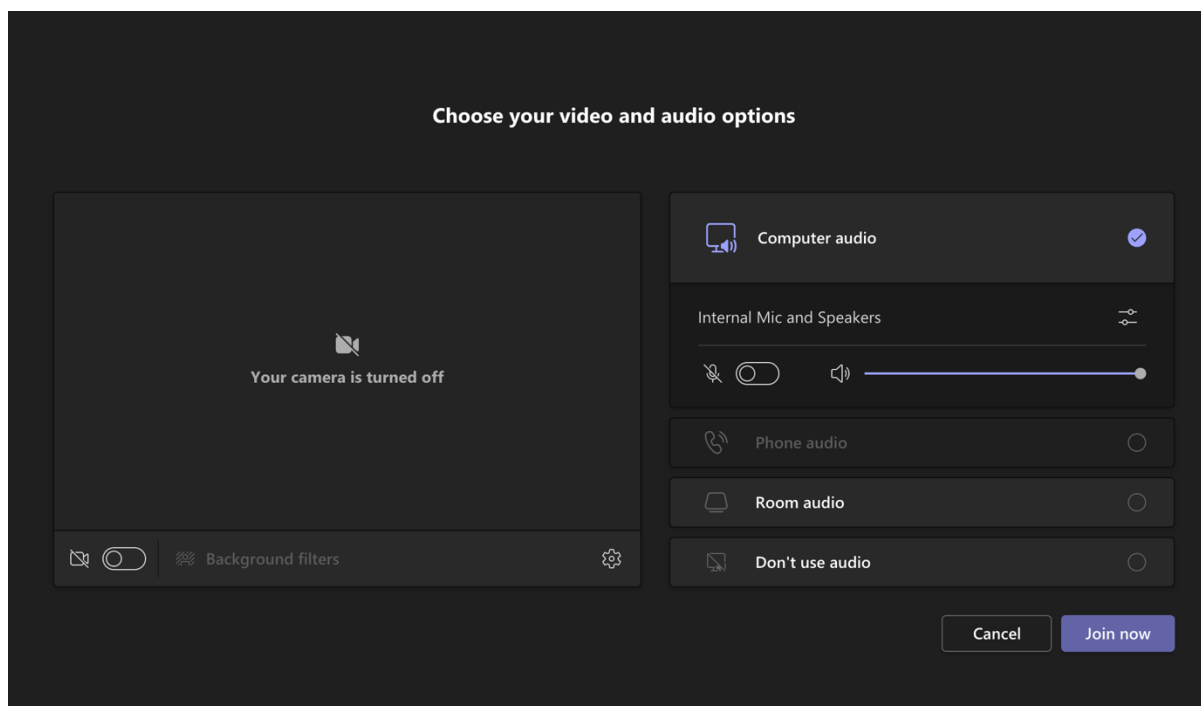 Choose your video and audio options
Your camera is turned off
Background filters
Computer audio
Internal Mic and Speakers
Phone audio
Room audio
Don't use audio
Cancel
Join now